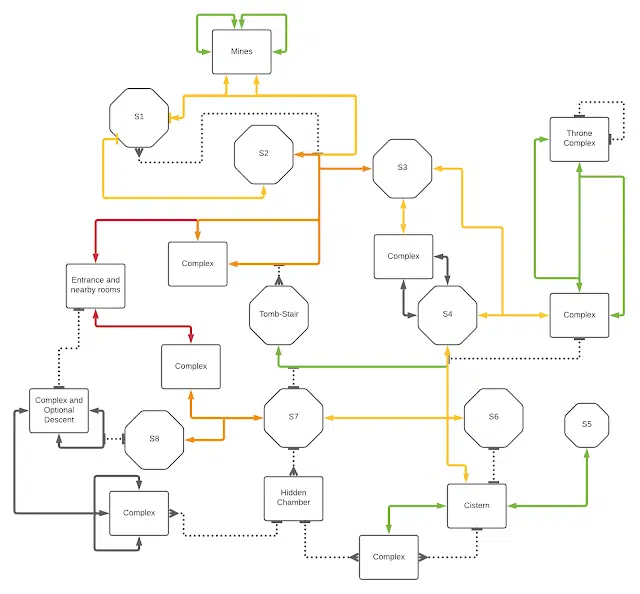 Mines
S1
S2
S3
Throne
Complex
Complex
Complex
Entrance and
nearby rooms
Tomb-Stair
S4
Complex
Complex
Complex and
Optional
Descent
S8
S7
S6
S5
Hidden
Chamber
Cistern
Complex
Complex